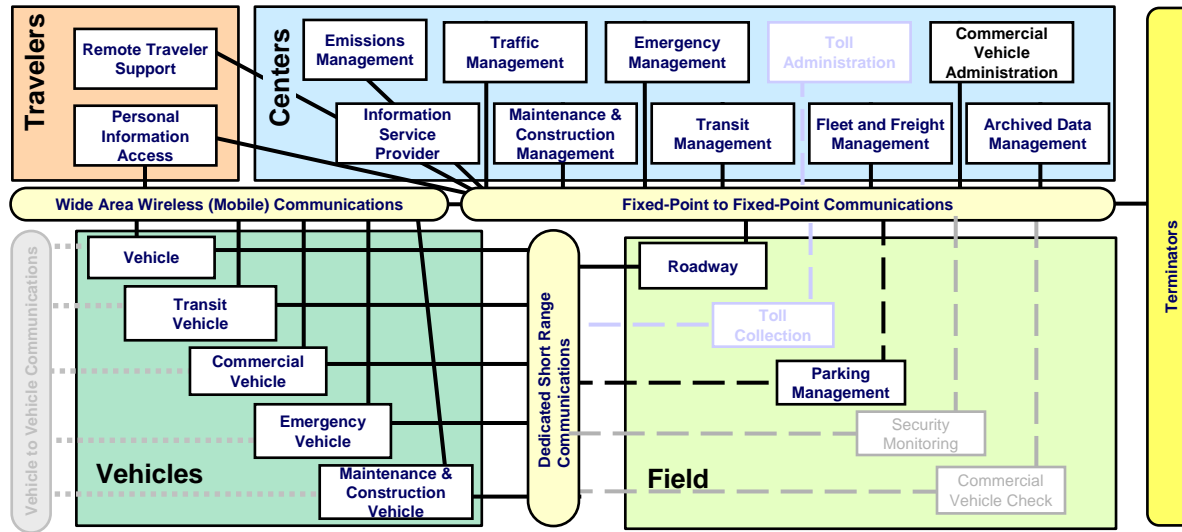 Travelers
Remote Traveler
Support
Personal
Information
Access
Centers
Emissions
Management
Traffic
Management
Emergency
Management
Toll
Administration
Commercial
Vehicle
Administration
Information
Service
Provider
Maintenance &
Construction
Management
Transit
Management
Fleet and Freight
Management
Archived Data
Management
Wide Area Wireless (Mobile) Communications
Fixed-Point to Fixed-Point Communications
Terminators
Vehicle to Vehicle Communications
Vehicle
Transit
Vehicle
Commercial
Vehicle
Emergency
Vehicle
Maintenance &
Construction
Vehicle
Vehicles
Dedicated Short Range
Communications
Roadway
Toll
Collection
Parking
Management
Security
Monitoring
Commercial
Vehicle Check
Field